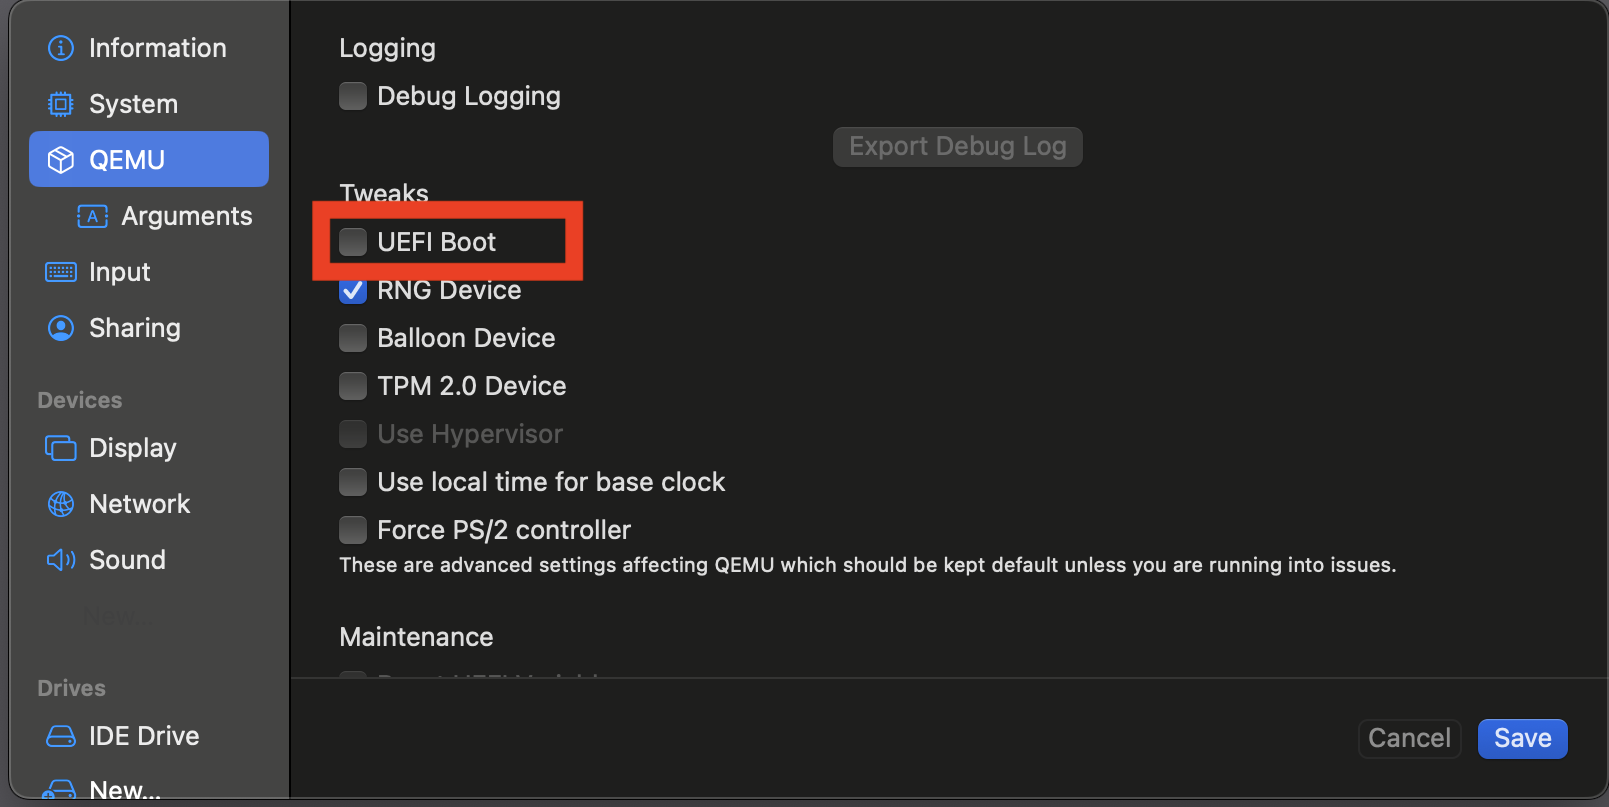 Information
System
QEMU
Arguments
Input
Sharing
Devices
Display
Network
Sound
New...
Drives
IDE Drive
New...
Logging
Debug Logging
Export Debug Log
Tweaks
UEFI Boot
RNG Device
Balloon Device
TPM 2.0 Device
Use Hypervisor
Use local time for base clock
Force PS/2 controller
These are advanced settings affecting QEMU which should be kept default unless you are running into issues.
Maintenance
Cancel
Save